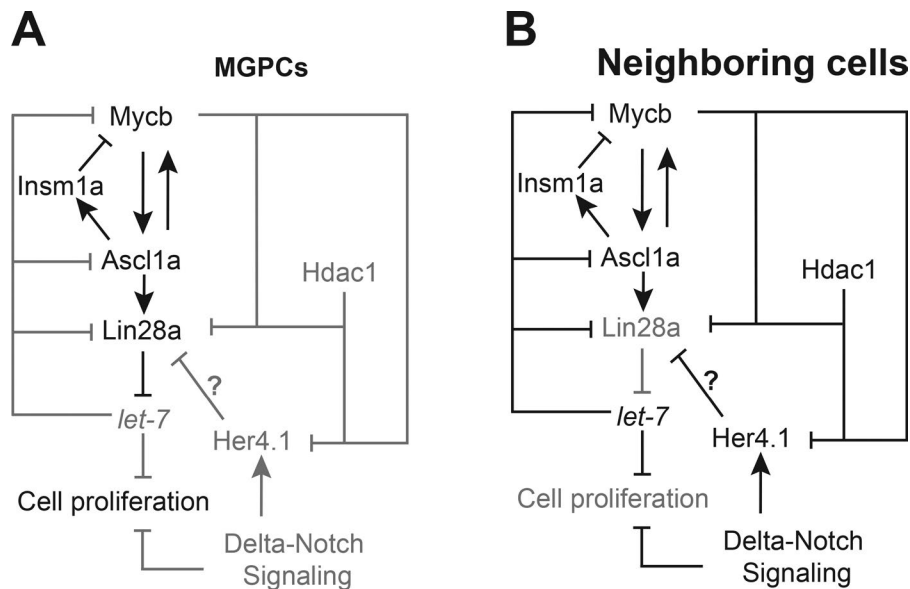 A
MGPCs
Mycb
Insm1a
Ascl1a
Hdac1
Lin28a
?
let-7
Her4.1
Cell proliferation
Delta-Notch
Signaling
B
Neighboring cells
Mycb
Insm1a
Ascl1a
Hdac1
Lin28a
?
let-7
Her4.1
Cell proliferation
Delta-Notch
Signaling